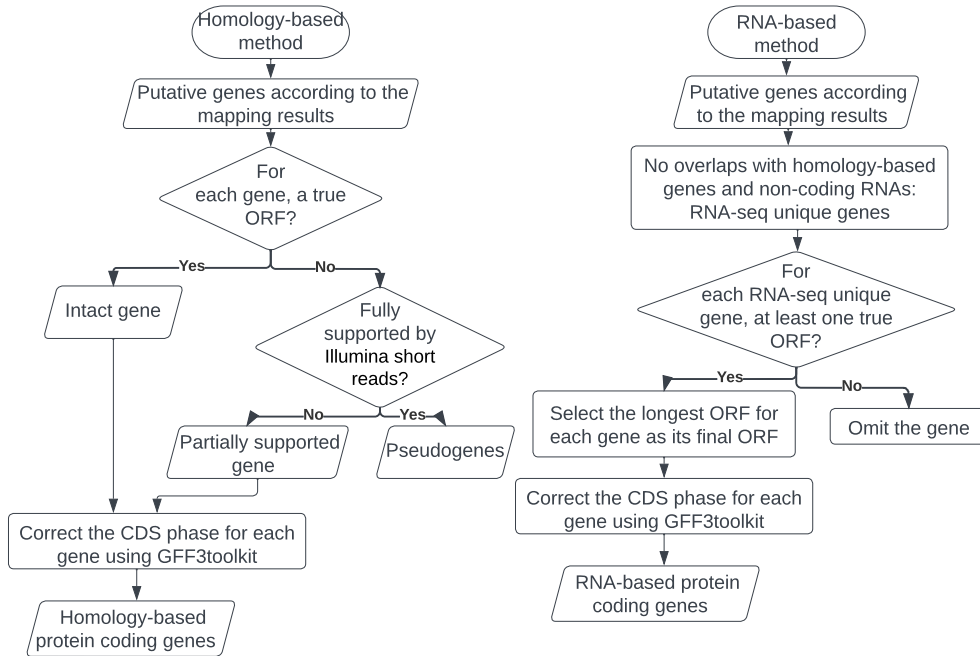 Homology-based
method
Putative genes according to the
mapping results
For
each gene, a true
ORF?
Yes
No
Intact gene
Fully
supported by
Illumina short
reads?
No
Yes
Partially supported
gene
Pseudogenes
Correct the CDS phase for each
gene using GFF3toolkit
Homology-based
protein coding genes
RNA-based
method
Putative genes according
to the mapping results
No overlaps with homology-based
genes and non-coding RNAs:
RNA-seq unique genes
For
each RNA-seq unique
gene, at least one true
ORF?
Yes
No
Select the longest ORF for
each gene as its final ORF
Omit the gene
Correct the CDS phase for each
gene using GFF3toolkit
RNA-based protein
coding genes